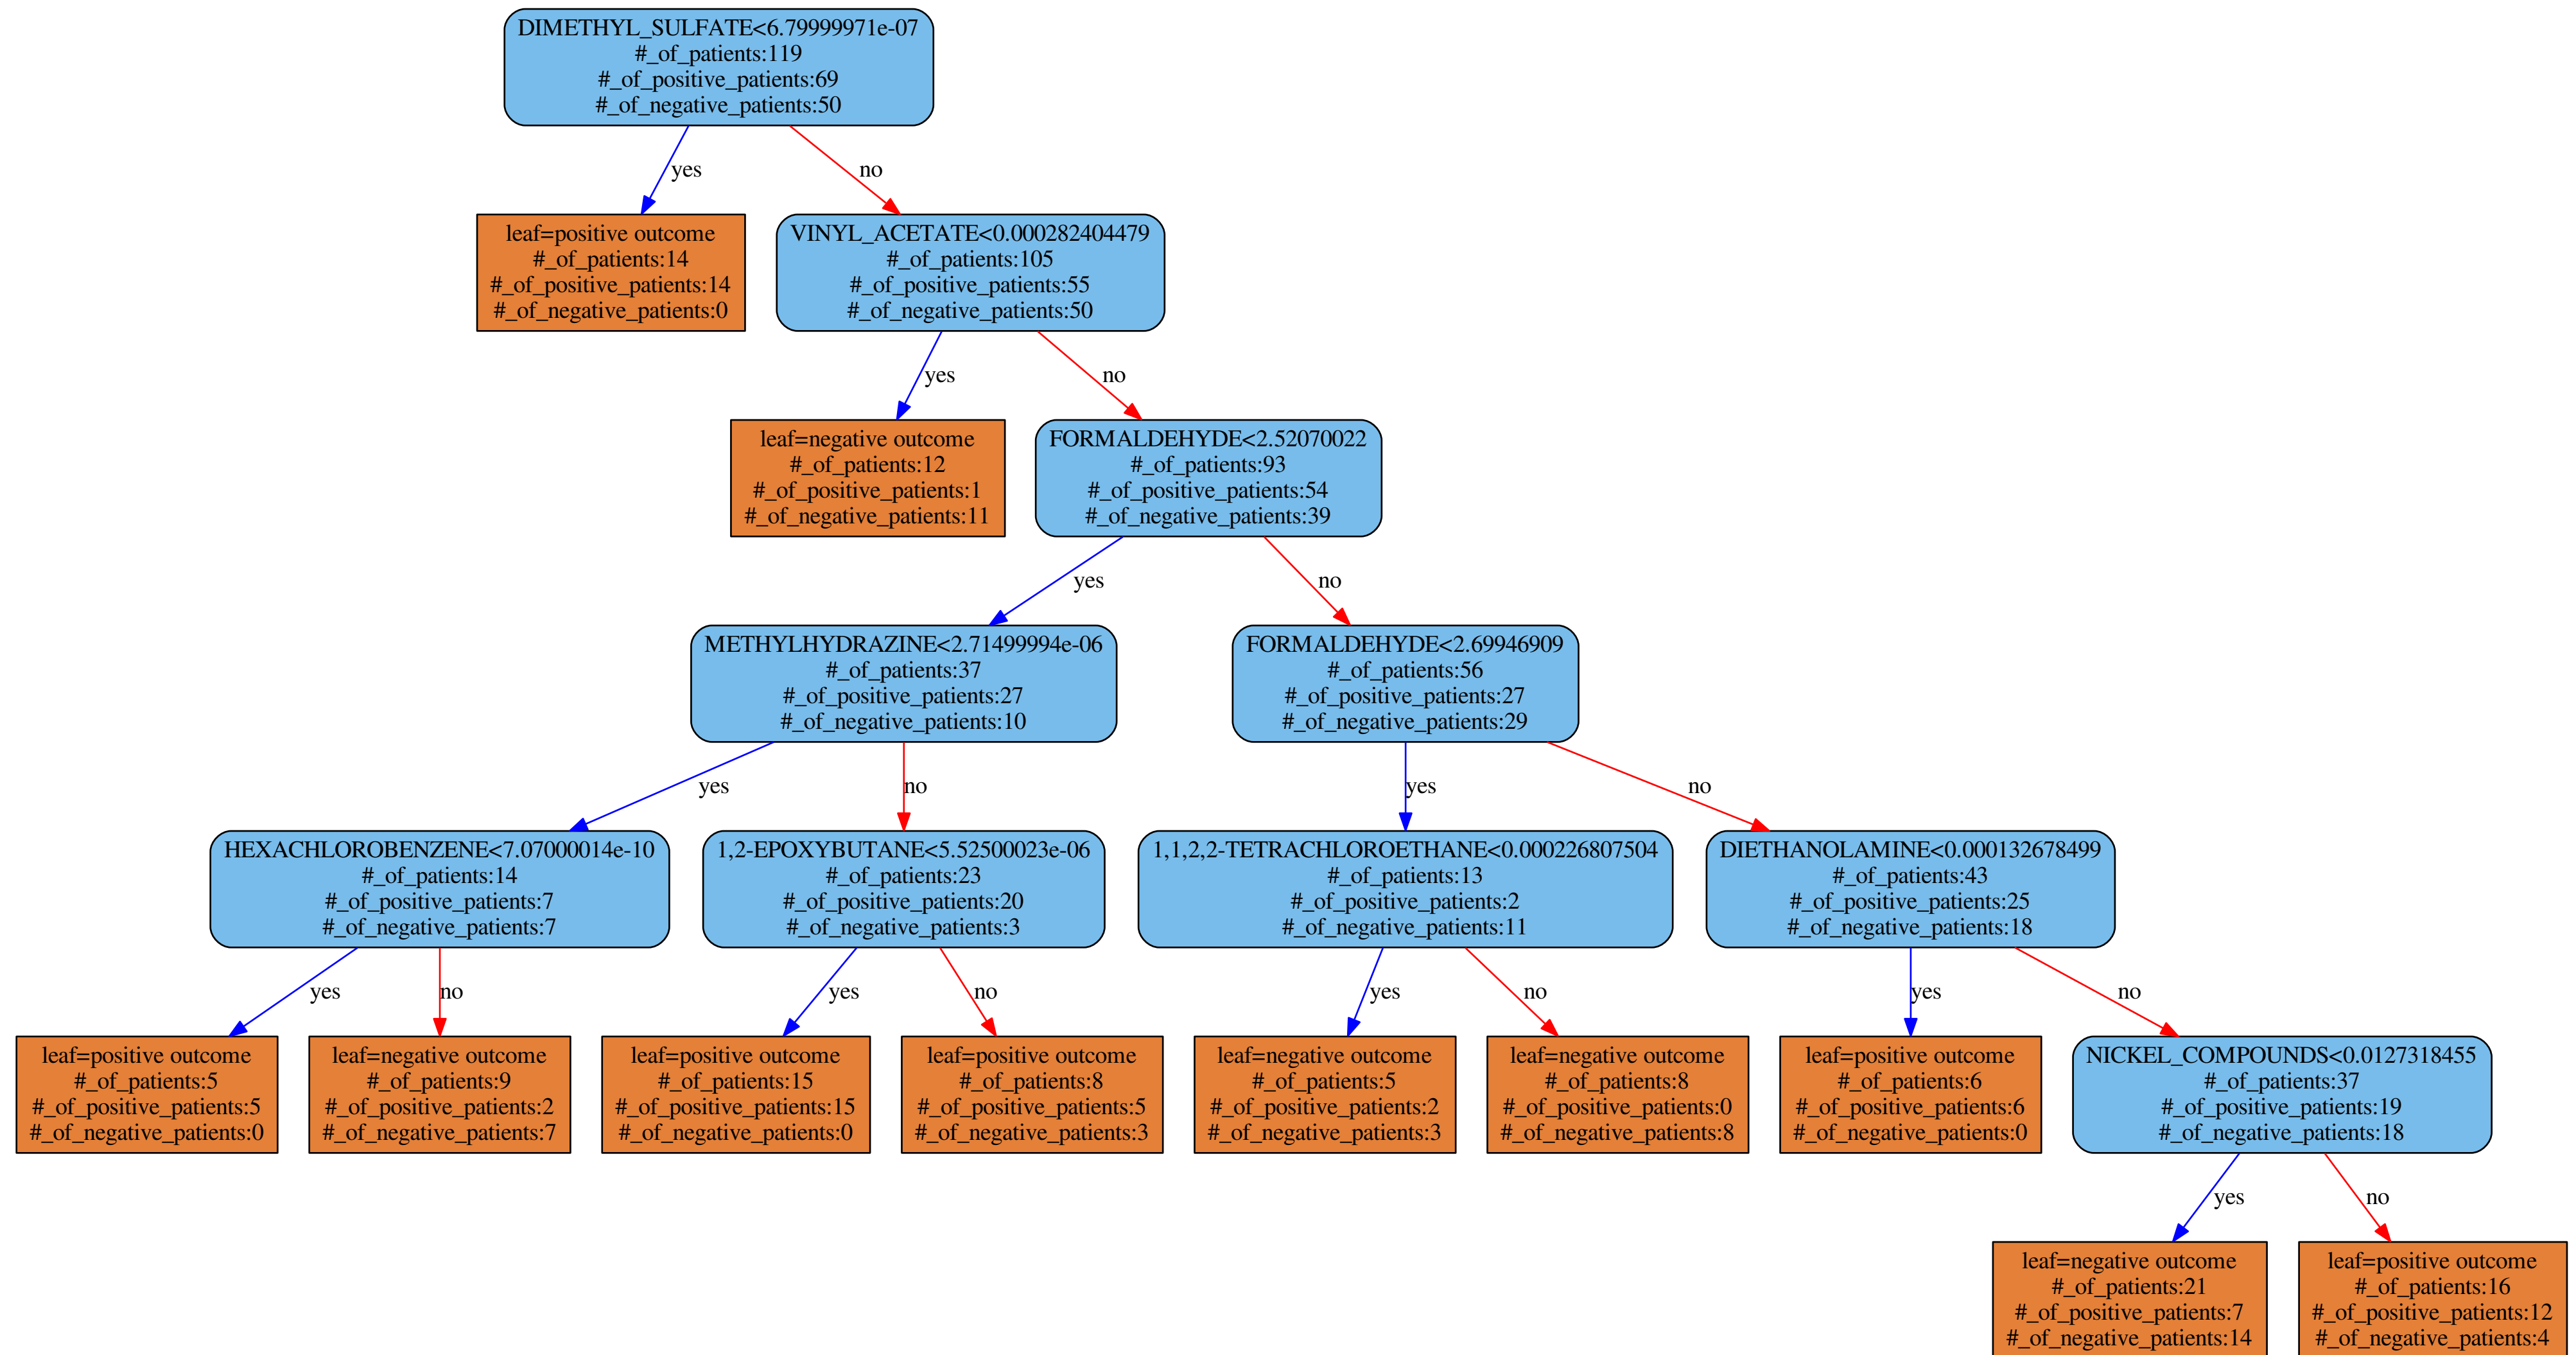 DIMETHYL_SULFATE<6.79999971e-07
#_of_patients:119
#_of_positive_patients:69
#_of_negative_patients:50
yes
no
leaf=positive outcome
#_of_patients:14
#_of_positive_patients:14
#_of_negative_patients:0
VINYL_ACETATE<0.000282404479
#_of_patients:105
#_of_positive_patients:55
#_of_negative_patients:50
yes
no
leaf=negative outcome
#_of_patients:12
#_of_positive_patients:1
#_of_negative_patients:11
FORMALDEHYDE<2.52070022
#_of_patients:93
#_of_positive_patients:54
#_of_negative_patients:39
yes
no
METHYLHYDRAZINE<2.71499994e-06
#_of_patients:37
#_of_positive_patients:27
#_of_negative_patients:10
FORMALDEHYDE<2.69946909
#_of_patients:56
#_of_positive_patients:27
#_of_negative_patients:29
yes
no
yes
no
HEXACHLOROBENZENE<7.07000014e-10
#_of_patients:14
#_of_positive_patients:7
#_of_negative_patients:7
1,2-EPOXYBUTANE<5.52500023e-06
#_of_patients:23
#_of_positive_patients:20
#_of_negative_patients:3
1,1,2,2-TETRACHLOROETHANE<0.000226807504
#_of_patients:13
#_of_positive_patients:2
#_of_negative_patients:11
DIETHANOLAMINE<0.000132678499
#_of_patients:43
#_of_positive_patients:25
#_of_negative_patients:18
yes
no
yes
no
yes
no
yes
no
leaf=positive outcome
#_of_patients:5
#_of_positive_patients:5
#_of_negative_patients:0
leaf=negative outcome
#_of_patients:9
#_of_positive_patients:2
#_of_negative_patients:7
leaf=positive outcome
#_of_patients:15
#_of_positive_patients:15
#_of_negative_patients:0
leaf=positive outcome
#_of_patients:8
#_of_positive_patients:5
#_of_negative_patients:3
leaf=negative outcome
#_of_patients:5
#_of_positive_patients:2
#_of_negative_patients:3
leaf=negative outcome
#_of_patients:8
#_of_positive_patients:0
#_of_negative_patients:8
leaf=positive outcome
#_of_patients:6
#_of_positive_patients:6
#_of_negative_patients:0
NICKEL_COMPOUNDS<0.0127318455
#_of_patients:37
#_of_positive_patients:19
#_of_negative_patients:18
yes
no
leaf=negative outcome
#_of_patients:21
#_of_positive_patients:7
#_of_negative_patients:14
leaf=positive outcome
#_of_patients:16
#_of_positive_patients:12
#_of_negative_patients:4